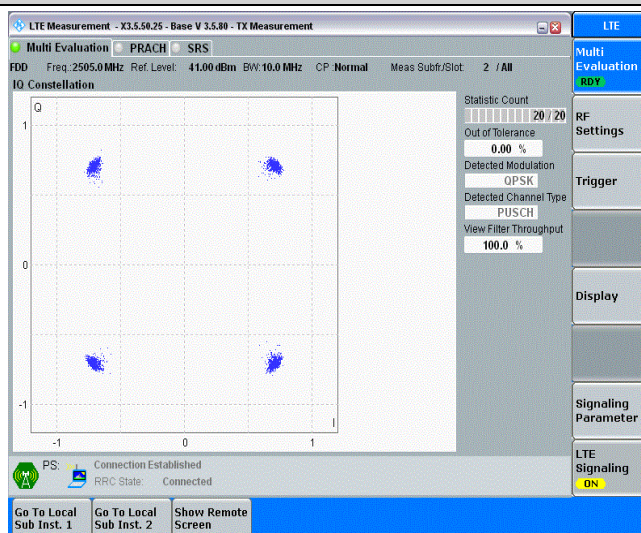 LTE Measurement - X3.5.50.25 - Base V 3.5.80 - TX Measurement
LTE
Multi Evaluation PRACH SRS
Multi
Evaluation
RDY
FDD Freq.:2505.0 MHz Ref. Level: 41.00 dBm BW:10.0 MHz CP :Normal Meas Subfr/Slot: 2 / All
IQ Constellation
Q
1
0
-1
-1 0 1
I
Statistic Count
20 / 20
Out of Tolerance
0.00 %
Detected Modulation
QPSK
Detected Channel Type
PUSCH
View Filter Throughput
100.0 %
RF
Settings
Trigger
Display
Signaling
Parameter
LTE
Signaling
ON
PS: Connection Established
RRC State: Connected
Go To Local
Sub Inst. 1
Go To Local
Sub Inst. 2
Show Remote
Screen